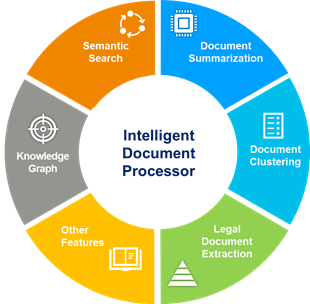 Semantic
Search
Document
Summarization
Intelligent
Document
Processor
Knowledge
Graph
Document
Clustering
Other
Features
Legal
Document
Extraction